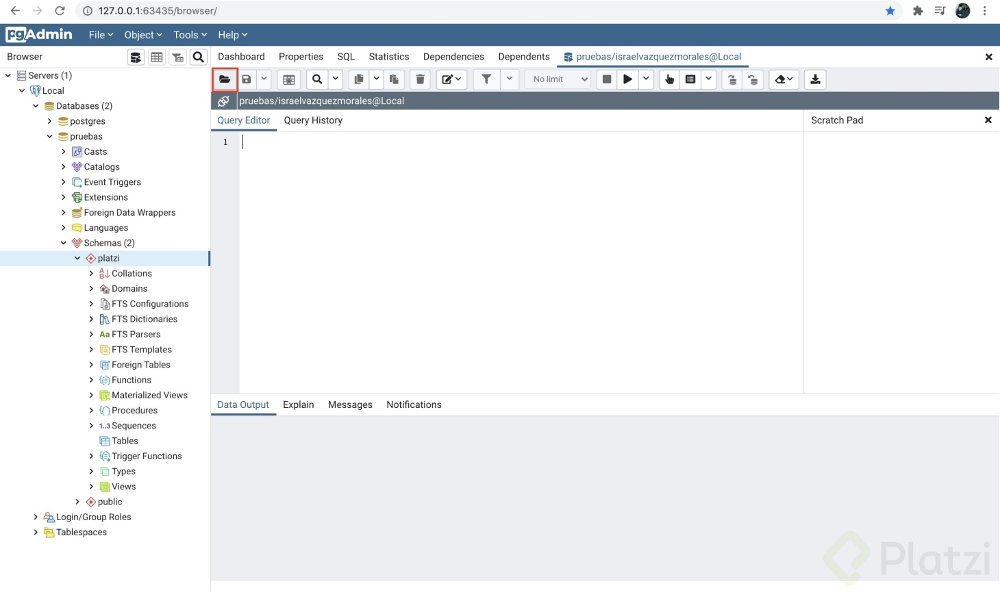 127.0.0.1:63435/browser/
pgAdmin File Object Tools Help
Browser
Dashboard Properties SQL Statistics Dependencies Dependents pruebas/israelvazquezmorales@Local
No limit
pruebas/israelvazquezmorales@Local
Query Editor Query History
Scratch Pad
1
Servers (1)
Local
Databases (2)
postgres
pruebas
Casts
Catalogs
Event Triggers
Extensions
Foreign Data Wrappers
Languages
Schemas (2)
platzi
Collations
Domains
FTS Configurations
FTS Dictionaries
Aa FTS Parsers
FTS Templates
Foreign Tables
Functions
Materialized Views
Procedures
1..3 Sequences
Tables
Trigger Functions
Types
Views
public
Login/Group Roles
Tablespaces
Data Output Explain Messages Notifications
Platzi